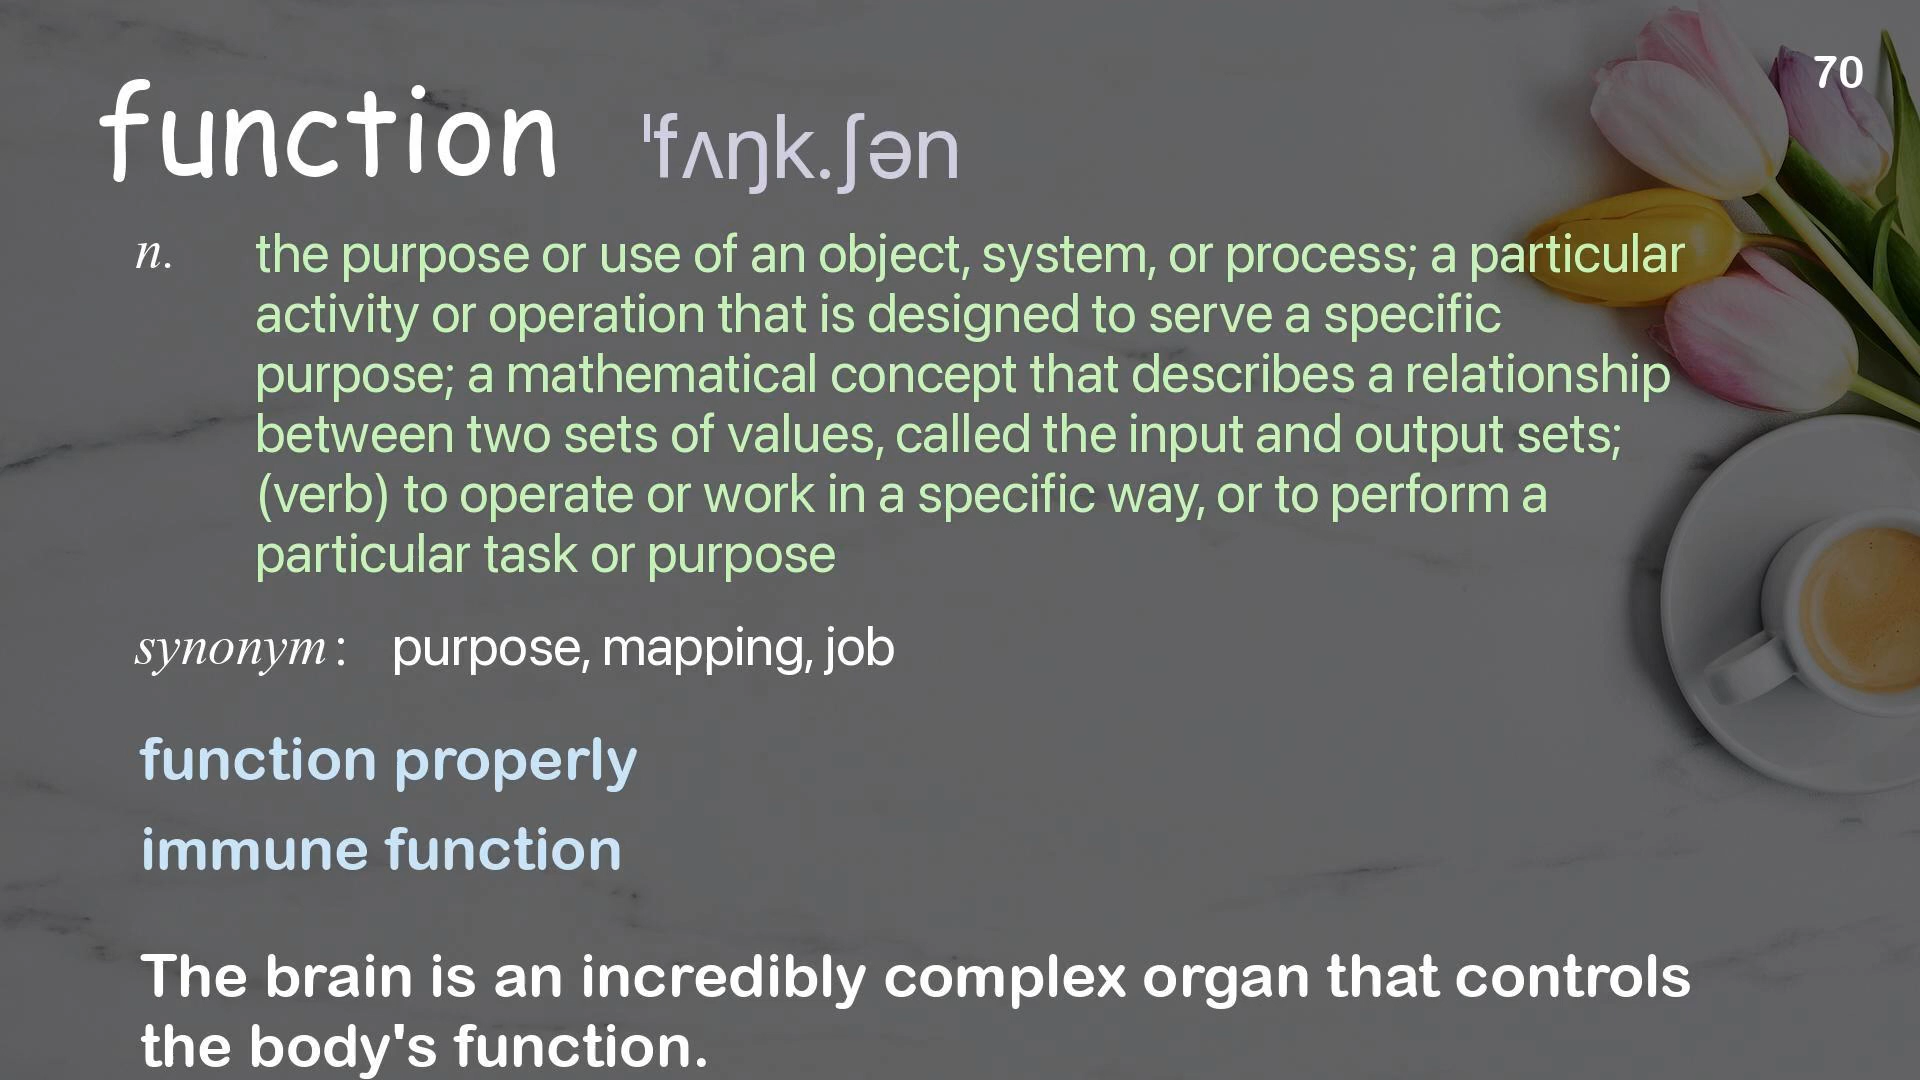 70
function ˈfʌŋk.ʃən
n. the purpose or use of an object, system, or process; a particular
activity or operation that is designed to serve a specific
purpose; a mathematical concept that describes a relationship
between two sets of values, called the input and output sets;
(verb) to operate or work in a specific way, or to perform a
particular task or purpose
synonym: purpose, mapping, job
function properly
immune function
The brain is an incredibly complex organ that controls
the body's function.